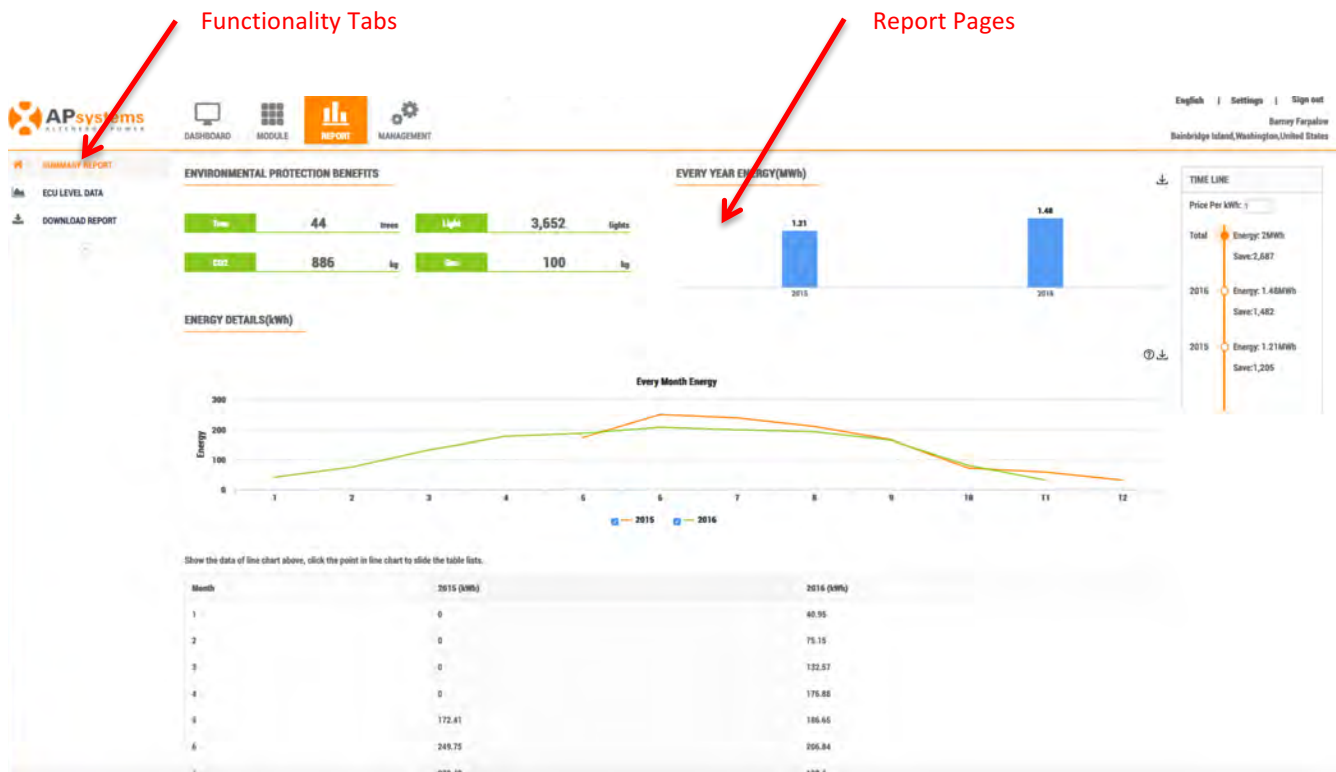 Functionality Tabs
Report Pages
English | Settings | Sign out
APsystems
ALTENERGY POWER
Barney Farpalow
DASHBOARD MODULE REPORT MANAGEMENT
Bainbridge Island,Washington,United States
SUMMARY REPORT
ECU LEVEL DATA
DOWNLOAD REPORT
ENVIRONMENTAL PROTECTION BENEFITS
Tree 44 trees
Light 3,652 lights
CO2 886 kg
100 kg
EVERY YEAR ENERGY(MWh)
1.21
1.48
2015
2016
TIME LINE
Price Per kWh: 1
Total Energy: 2MWh
Save:2,687
2016 Energy: 1.48MWh
Save:1,482
2015 Energy: 1.21MWh
Save:1,205
ENERGY DETAILS(kWh)
Every Month Energy
Energy
300
200
100
0
1 2 3 4 5 6 7 8 9 10 11 12
2015 2016
Show the data of line chart above, click the point in line chart to slide the table lists.
Month 2015 (kWh) 2016 (kWh)
1 0 40.95
2 0 75.15
3 0 132.57
4 0
5 172.41 186.65
6 249.75 206.84